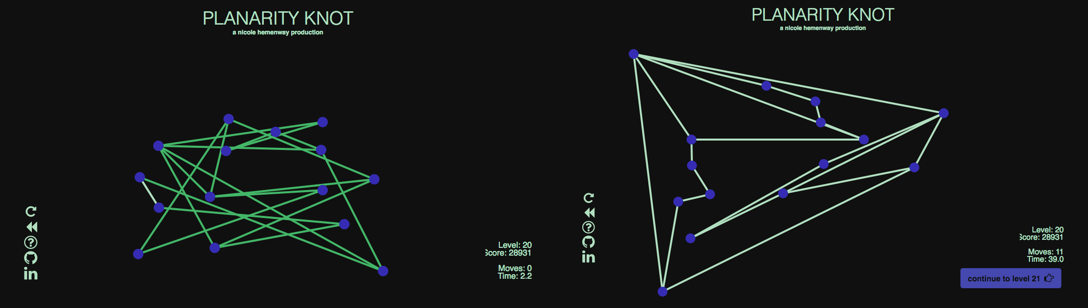 PLANARITY KNOT
a nicole hemenway production
Level: 20
Score: 28931
Moves: 0
Time: 2.2
PLANARITY KNOT
a nicole hemenway production
Level: 20
Score: 28931
Moves: 11
Time: 39.0
continue to level 21